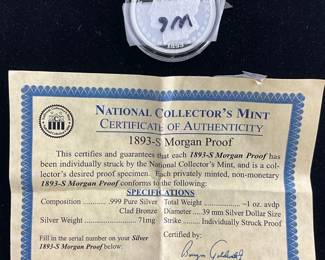 9M
1893
NATIONAL COLLECTOR'S MINT
CERTIFICATE OF AUTHENTICITY
1893-S Morgan Proof
This certifies and guarantees that each 1893-S Morgan Proof has
been individually struck by the National Collector's Mint, and is a col-
lector's desired proof specimen. Each privately minted, non-monetary
1893-S Morgan Proof conforms to the following:
SPECIFICATIONS
Composition .............. .999 Pure Silver
Clad Bronze
Silver Weight .................... 71mg
Weight .......................... ~1 oz. avdp
Diameter ... 39 mm Silver Dollar Size
Strike ........... Individually Struck Proof
Fill in the serial number on your Silver
1893-S Morgan Proof below:
Certified by: